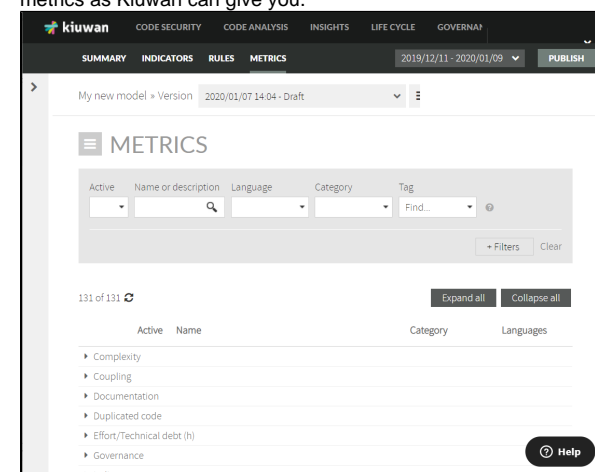 metrics as Kiuwan can give you.
kiuwan CODE SECURITY CODE ANALYSIS INSIGHTS LIFE CYCLE
SUMMARY INDICATORS RULES METRICS 2019/12/11 - 2020/01/09 PUBLISH
My new model » Version 2020/01/07 14:04 - Draft
METRICS
Active Name or description Language Category Tag
Find...
+ Filters Clear
131 of 131 Expand all Collapse all
Active Name Category Languages
Complexity
Coupling
Documentation
Duplicated code
Effort/Technical debt (h)
Governance
Help